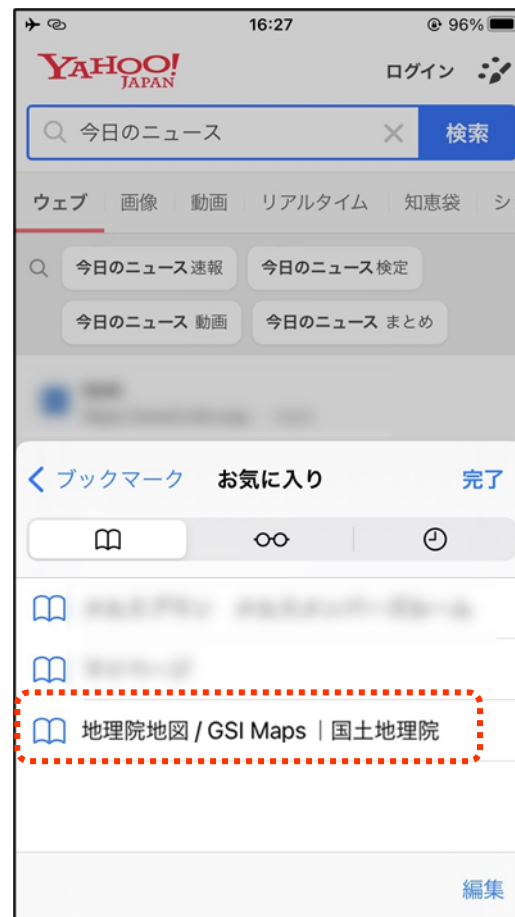 16:27
96%
YAHOO!
JAPAN
ログイン
今日のニュース
検索
ウェブ 画像 動画 リアルタイム 知恵袋 シ
今日のニュース 速報 今日のニュース 検定
今日のニュース 動画 今日のニュース まとめ
ブックマーク お気に入り 完了
地理院地図 / GSI Maps｜国土地理院
編集